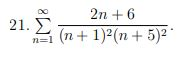 21. \sum_{n=1}^{\infty} \frac{2n+6}{(n+1)^2(n+5)^2}.